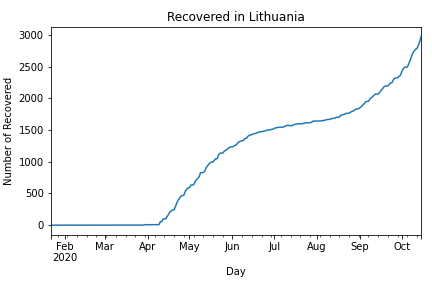 Recovered in Lithuania
Number of Recovered
3000
2500
2000
1500
1000
500
0
Feb Mar Apr May Jun Jul Aug Sep Oct
2020
Day